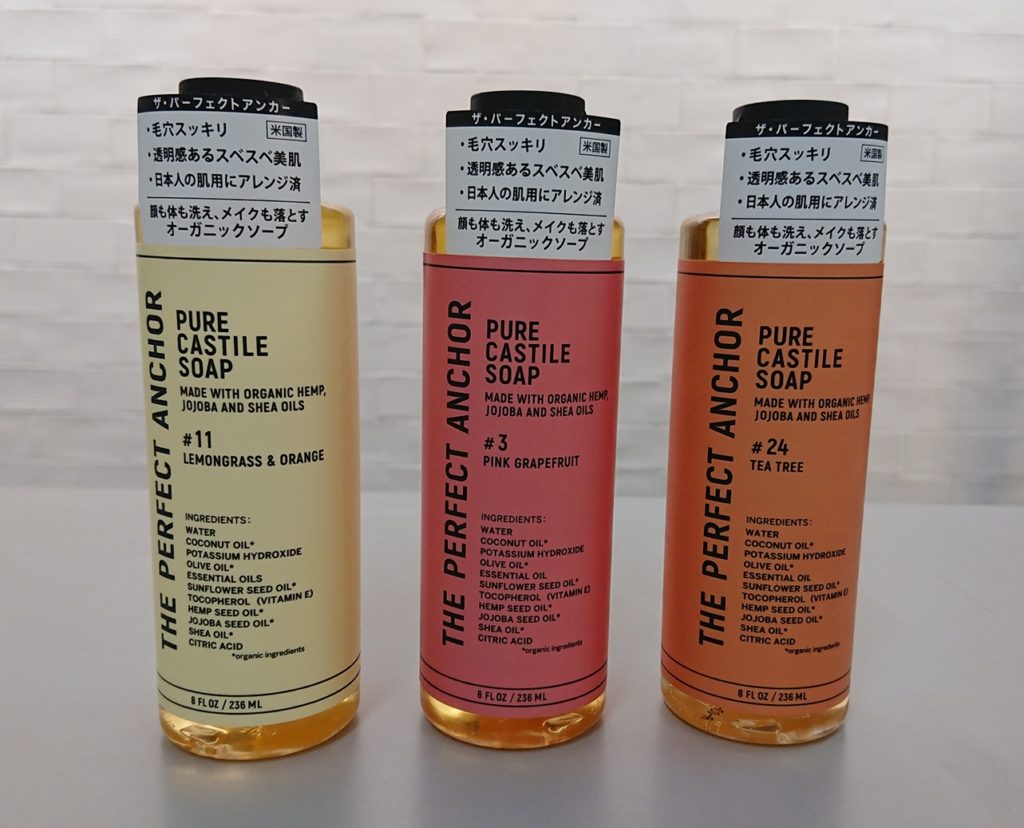 ザ・パーフェクトアンカー
・毛穴スッキリ 米国製
・透明感あるスベスベ美肌
・日本人の肌用にアレンジ済
顔も体も洗え、メイクも落とす
オーガニックソープ
THE PERFECT ANCHOR
PURE
CASTILE
SOAP
MADE WITH ORGANIC HEMP,
JOJOBA AND SHEA OILS
#11
LEMONGRASS & ORANGE
INGREDIENTS:
WATER
COCONUT OIL*
POTASSIUM HYDROXIDE
OLIVE OIL*
ESSENTIAL OILS
SUNFLOWER SEED OIL*
TOCOPHEROL (VITAMIN E)
HEMP SEED OIL*
JOJOBA SEED OIL*
SHEA OIL*
CITRIC ACID
*organic ingredients
8 FL OZ / 236 ML
ザ・パーフェクトアンカー
・毛穴スッキリ 米国製
・透明感あるスベスベ美肌
・日本人の肌用にアレンジ済
顔も体も洗え、メイクも落とす
オーガニックソープ
THE PERFECT ANCHOR
PURE
CASTILE
SOAP
MADE WITH ORGANIC HEMP,
JOJOBA AND SHEA OILS
#3
PINK GRAPEFRUIT
INGREDIENTS:
WATER
COCONUT OIL*
POTASSIUM HYDROXIDE
OLIVE OIL*
ESSENTIAL OIL
SUNFLOWER SEED OIL*
TOCOPHEROL (VITAMIN E)
HEMP SEED OIL*
JOJOBA SEED OIL*
SHEA OIL*
CITRIC ACID
*organic ingredients
8 FL OZ / 236 ML
ザ・パーフェクトアンカー
・毛穴スッキリ 米国製
・透明感あるスベスベ美肌
・日本人の肌用にアレンジ済
顔も体も洗え、メイクも落とす
オーガニックソープ
THE PERFECT ANCHOR
PURE
CASTILE
SOAP
MADE WITH ORGANIC HEMP,
JOJOBA AND SHEA OILS
#24
TEA TREE
INGREDIENTS:
WATER
COCONUT OIL*
POTASSIUM HYDROXIDE
OLIVE OIL*
ESSENTIAL OIL
SUNFLOWER SEED OIL*
TOCOPHEROL (VITAMIN E)
HEMP SEED OIL*
JOJOBA SEED OIL*
SHEA OIL*
CITRIC ACID
*organic ingredients
8 FL OZ / 236 ML